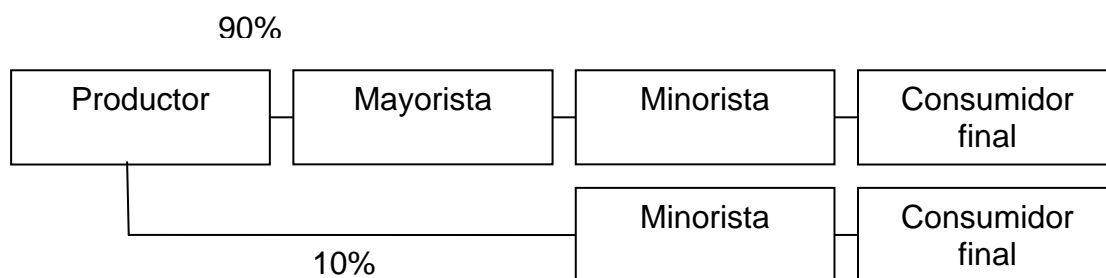 90%
Productor
Mayorista
Minorista
Consumidor
final
Minorista
Consumidor
final
10%